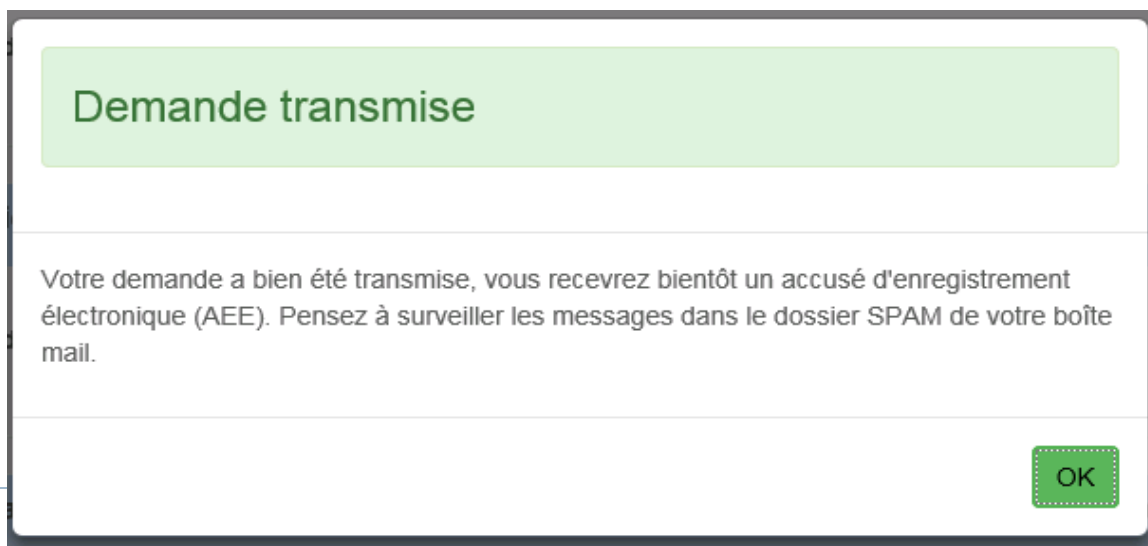 Demande transmise
Votre demande a bien été transmise, vous recevrez bientôt un accusé d'enregistrement
électronique (AEE). Pensez à surveiller les messages dans le dossier SPAM de votre boîte
mail.
OK